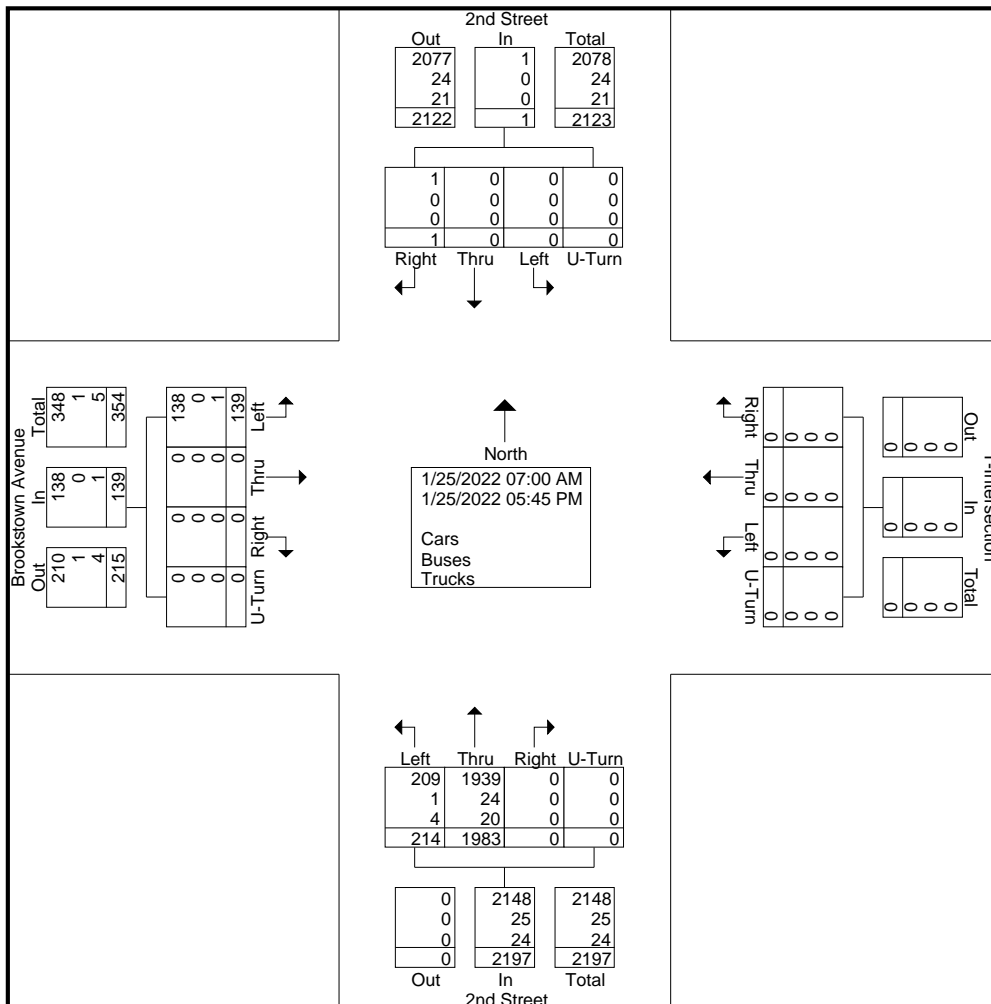 2nd Street
Out In Total
2077 1 2078
24 0 24
21 0 21
2122 1 2123
1 0 0 0
0 0 0 0
0 0 0 0
1 0 0 0
Right Thru Left U-Turn
Brookstown Avenue
Total In Out
348 138 210
1 0 1
5 1 4
354 139 215
138 0 0 0
0 0 0 0
1 0 0 0
139 0 0 0
Left Thru Right U-Turn
North
1/25/2022 07:00 AM
1/25/2022 05:45 PM
Cars
Buses
Trucks
Right Thru Left U-Turn
0 0 0 0
0 0 0 0
0 0 0 0
0 0 0 0
Out In Total
0 0 0
0 0 0
0 0 0
0 0 0
Left Thru Right U-Turn
209 1939 0 0
1 24 0 0
4 20 0 0
214 1983 0 0
0 2148 2148
0 25 25
0 24 24
0 2197 2197
Out In Total
2nd Street